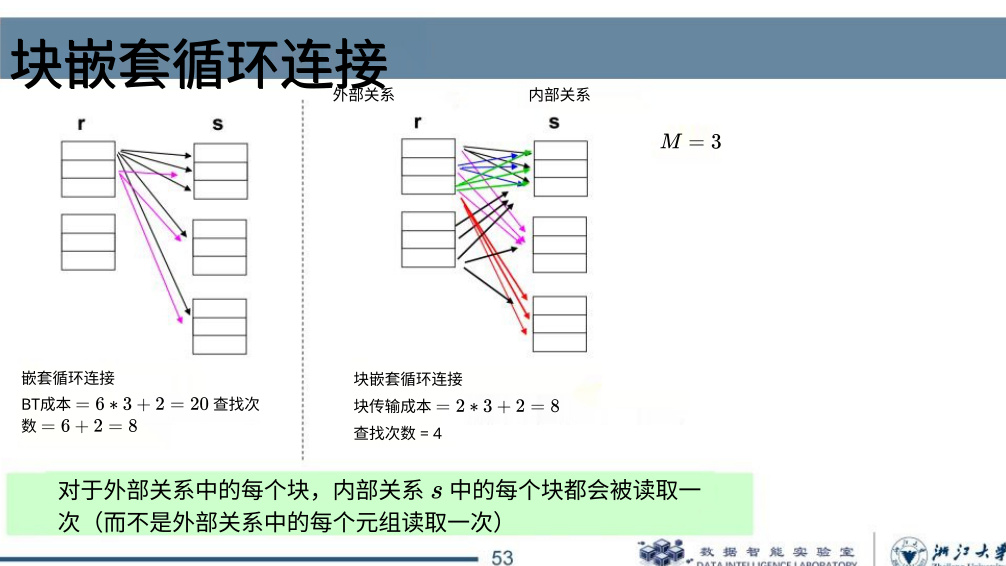 块嵌套循环连接
外部关系
内部关系
r
s
r
s
M = 3
嵌套循环连接
BT成本 = 6 ∗ 3 + 2 = 20 查找次
数 = 6 + 2 = 8
块嵌套循环连接
块传输成本 = 2 ∗ 3 + 2 = 8
查找次数 = 4
对于外部关系中的每个块，内部关系 s 中的每个块都会被读取一
次（而不是外部关系中的每个元组读取一次）
53
数据智能实验室
DATA INTELLIGENCE LABORATORY
浙江大学